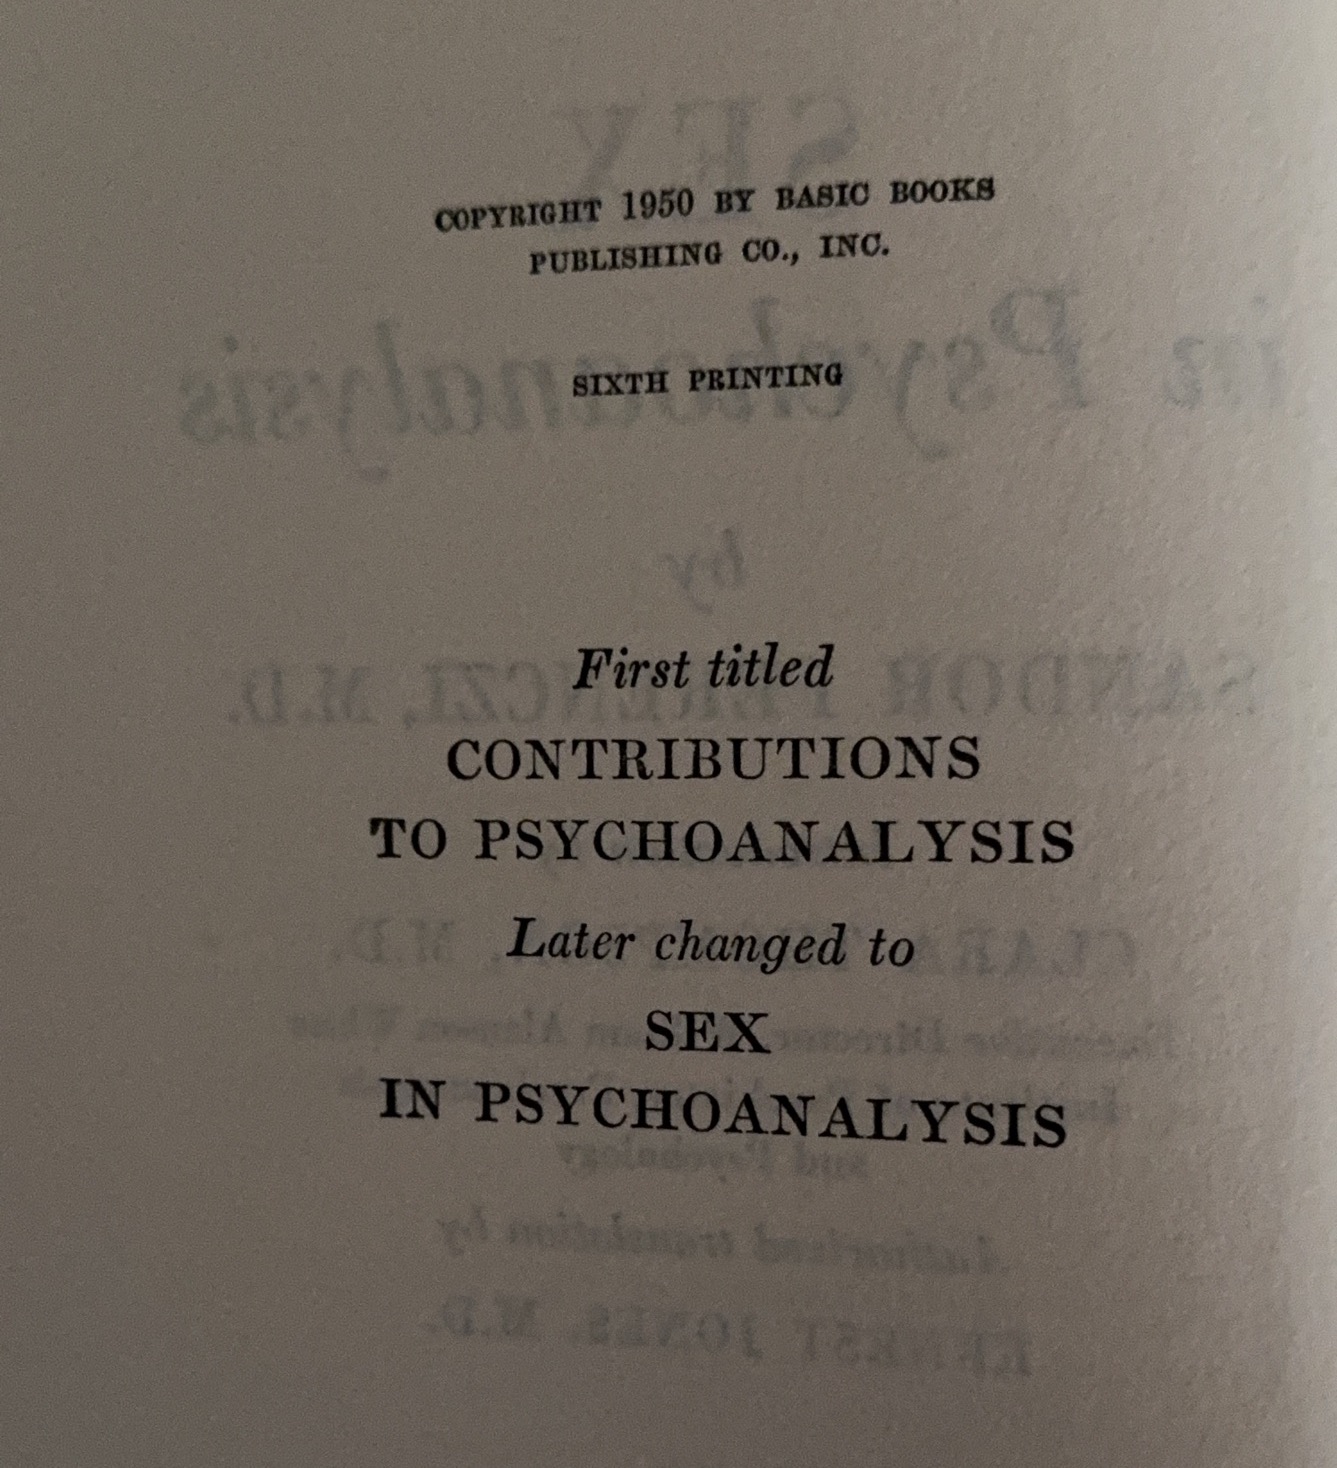 COPYRIGHT 1950 BY BASIC BOOKS
PUBLISHING CO., INC.
SIXTH PRINTING
First titled
CONTRIBUTIONS
TO PSYCHOANALYSIS
Later changed to
SEX
IN PSYCHOANALYSIS